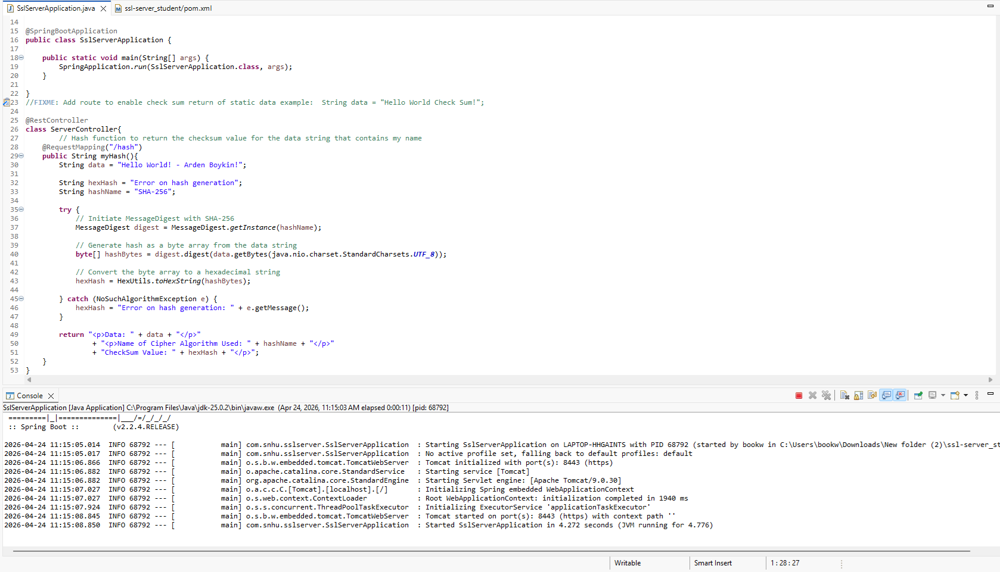 SslServerApplication.java ssl-server_student/pom.xml
14
15 @SpringBootApplication
16 public class SslServerApplication {
17
18 public static void main(String[] args) {
19 SpringApplication.run(SslServerApplication.class, args);
20 }
21
22 }
23 //FIXME: Add route to enable check sum return of static data example:  String data = "Hello World Check Sum!";
24
25 @RestController
26 class ServerController{
27 // Hash function to return the checksum value for the data string that contains my name
28 @RequestMapping("/hash")
29 public String myHash(){
30 String data = "Hello World! - Arden Boykin!";
31
32 String hexHash = "Error on hash generation";
33 String hashName = "SHA-256";
34
35 try {
36 // Initiate MessageDigest with SHA-256
37 MessageDigest digest = MessageDigest.getInstance(hashName);
38
39 // Generate hash as a byte array from the data string
40 byte[] hashBytes = digest.digest(data.getBytes(java.nio.charset.StandardCharsets.UTF_8));
41
42 // Convert the byte array to a hexadecimal string
43 hexHash = HexUtils.toHexString(hashBytes);
44
45 } catch (NoSuchAlgorithmException e) {
46 hexHash = "Error on hash generation: " + e.getMessage();
47 }
48
49 return "<p>Data: " + data + "</p>"
50 + "<p>Name of Cipher Algorithm Used: " + hashName + "</p>"
51 + "CheckSum Value: " + hexHash + "</p>";
52 }
53 }
Console
SslServerApplication [Java Application] C:\Program Files\Java\jdk-25.0.2\bin\javaw.exe (Apr 24, 2026, 11:15:03 AM elapsed 0:00:11) [pid: 68792]
=========|_|==============|___/=/_/_/_/
:: Spring Boot ::        (v2.2.4.RELEASE)
2026-04-24 11:15:05.014  INFO 68792 --- [           main] com.snhu.sslserver.SslServerApplication  : Starting SslServerApplication on LAPTOP-HHGAINTS with PID 68792 (started by bookw in C:\Users\bookw\Downloads\New folder (2)\ssl-server_st
2026-04-24 11:15:05.017  INFO 68792 --- [           main] com.snhu.sslserver.SslServerApplication  : No active profile set, falling back to default profiles: default
2026-04-24 11:15:06.866  INFO 68792 --- [           main] o.s.b.w.embedded.tomcat.TomcatWebServer  : Tomcat initialized with port(s): 8443 (https)
2026-04-24 11:15:06.882  INFO 68792 --- [           main] o.apache.catalina.core.StandardService   : Starting service [Tomcat]
2026-04-24 11:15:06.882  INFO 68792 --- [           main] org.apache.catalina.core.StandardEngine  : Starting Servlet engine: [Apache Tomcat/9.0.30]
2026-04-24 11:15:07.027  INFO 68792 --- [           main] o.a.c.c.C.[Tomcat].[localhost].[/]       : Initializing Spring embedded WebApplicationContext
2026-04-24 11:15:07.027  INFO 68792 --- [           main] o.s.web.context.ContextLoader            : Root WebApplicationContext: initialization completed in 1940 ms
2026-04-24 11:15:07.924  INFO 68792 --- [           main] o.s.s.concurrent.ThreadPoolTaskExecutor  : Initializing ExecutorService 'applicationTaskExecutor'
2026-04-24 11:15:08.845  INFO 68792 --- [           main] o.s.b.w.embedded.tomcat.TomcatWebServer  : Tomcat started on port(s): 8443 (https) with context path ''
2026-04-24 11:15:08.850  INFO 68792 --- [           main] com.snhu.sslserver.SslServerApplication  : Started SslServerApplication in 4.272 seconds (JVM running for 4.776)
Writable Smart Insert 1 : 28 : 27